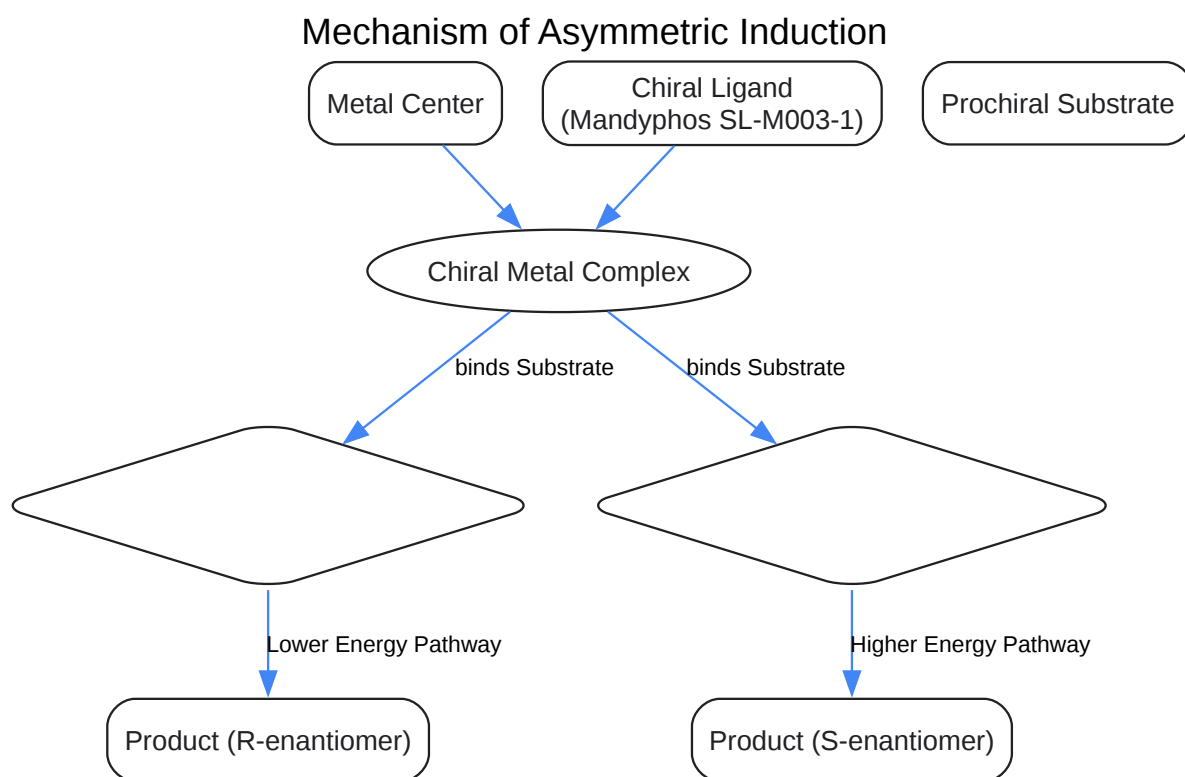 Mechanism of Asymmetric Induction
Metal Center
Chiral Ligand
(Mandyphos SL-M003-1)
Prochiral Substrate
Chiral Metal Complex
binds Substrate
binds Substrate
Lower Energy Pathway
Higher Energy Pathway
Product (R-enantiomer)
Product (S-enantiomer)